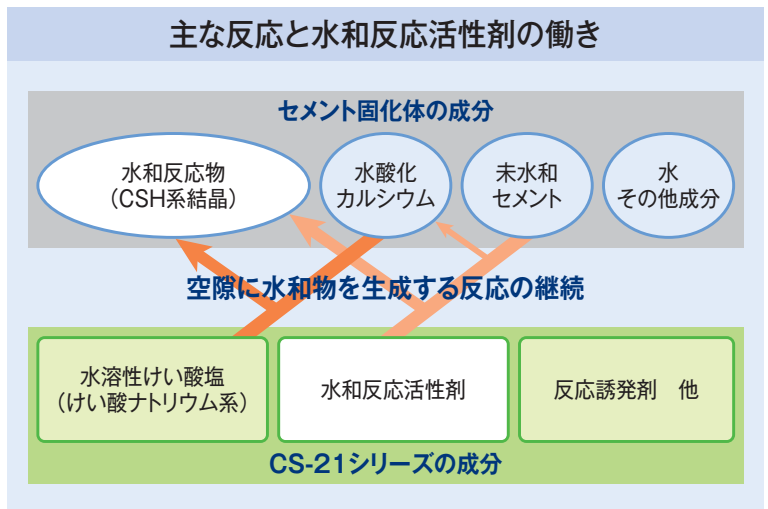 主な反応と水和反応活性剤の働き
セメント固化体の成分
水和反応物
（CSH系結晶）
水酸化
カルシウム
未水和
セメント
水
その他成分
空隙に水和物を生成する反応の継続
水溶性けい酸塩
（けい酸ナトリウム系）
水和反応活性剤
反応誘発剤　他
CS-21シリーズの成分